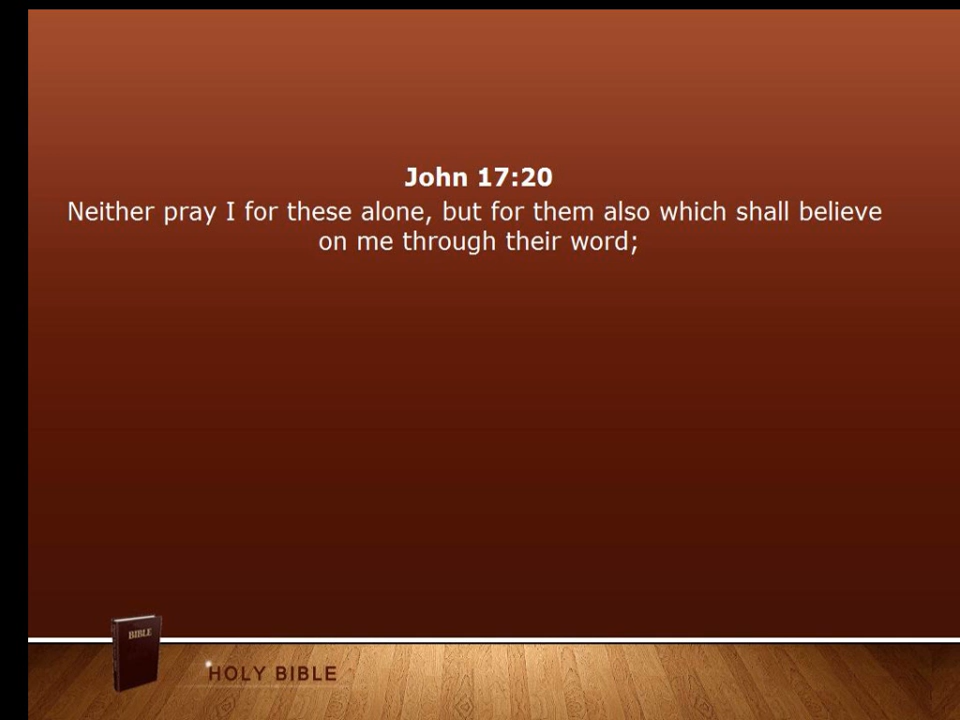 John 17:20
Neither pray I for these alone, but for them also which shall believe
on me through their word;
BIBLE
HOLY BIBLE